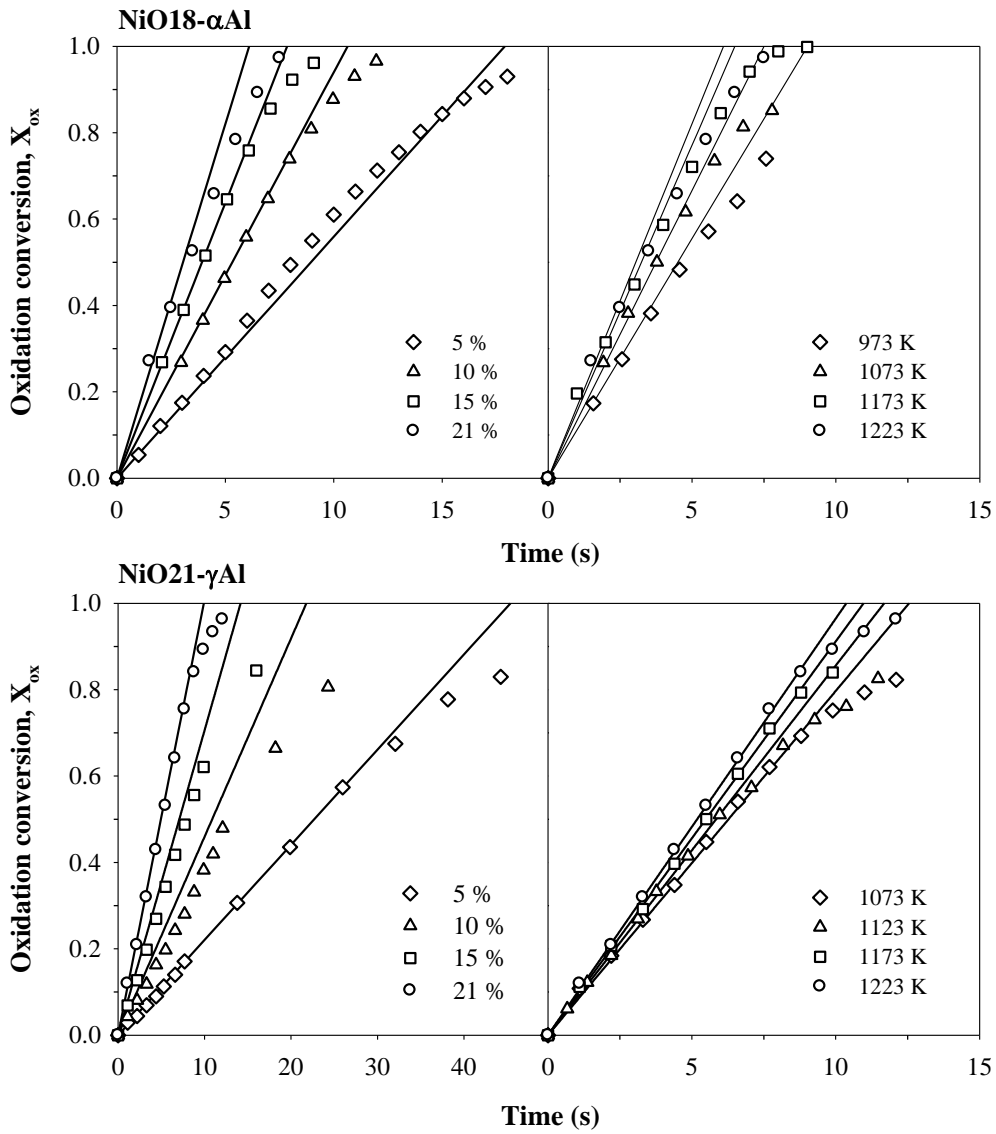 NiO18-αAl
Oxidation conversion, Xox
1.0
0.8
0.6
0.4
0.2
0.0
5 %
10 %
15 %
21 %
973 K
1073 K
1173 K
1223 K
0 5 10 15 0 5 10 15
Time (s)
NiO21-γAl
Oxidation conversion, Xox
1.0
0.8
0.6
0.4
0.2
0.0
5 %
10 %
15 %
21 %
1073 K
1123 K
1173 K
1223 K
0 10 20 30 40 0 5 10 15
Time (s)